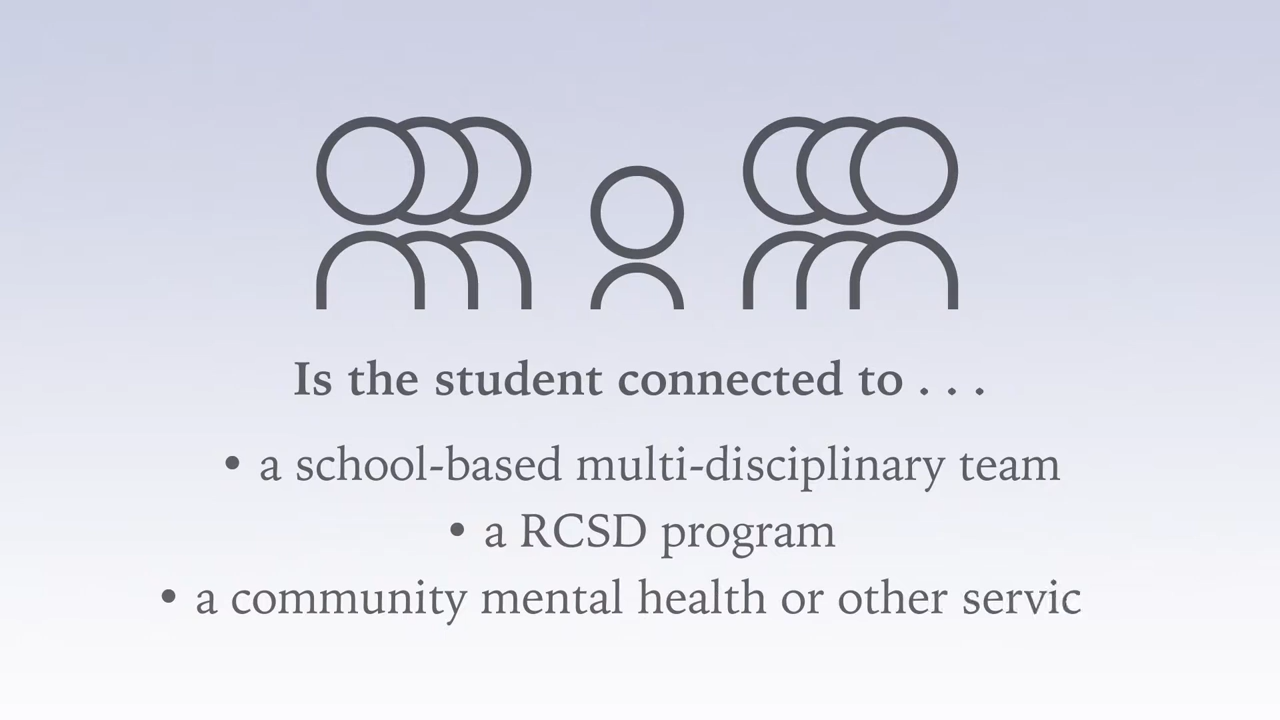 Is the student connected to . . .
• a school-based multi-disciplinary team
• a RCSD program
• a community mental health or other servic